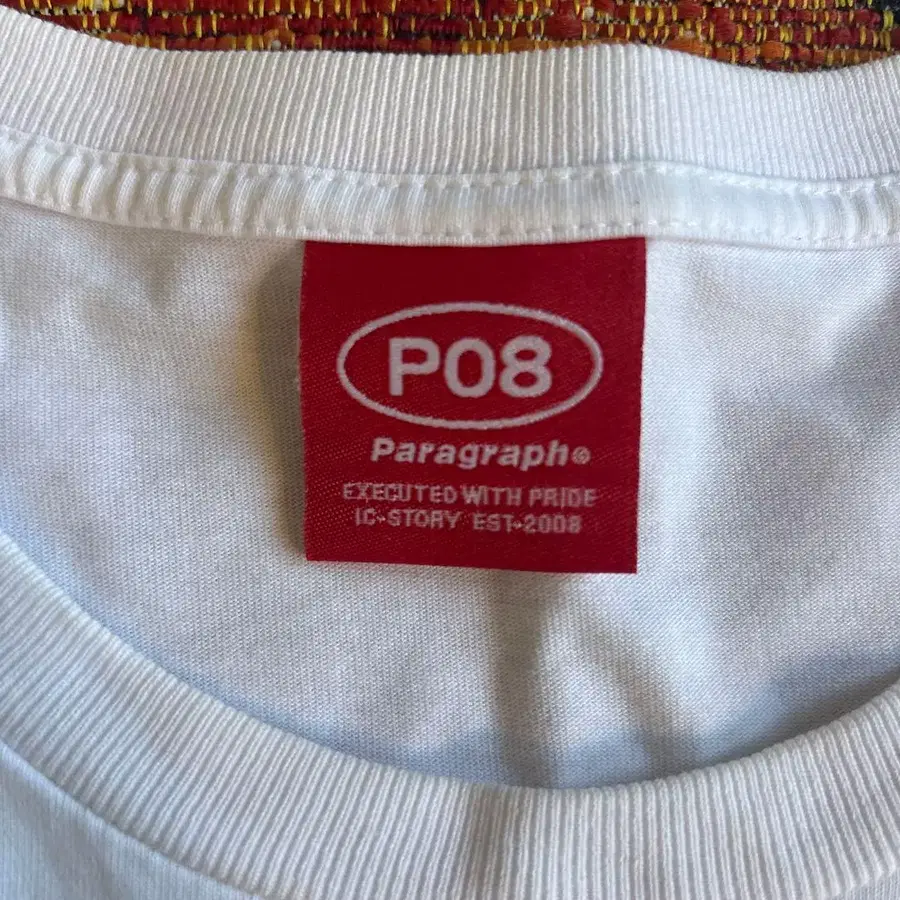 P08
Paragraph©
EXECUTED WITH PRIDE
IC-STORY EST-2008